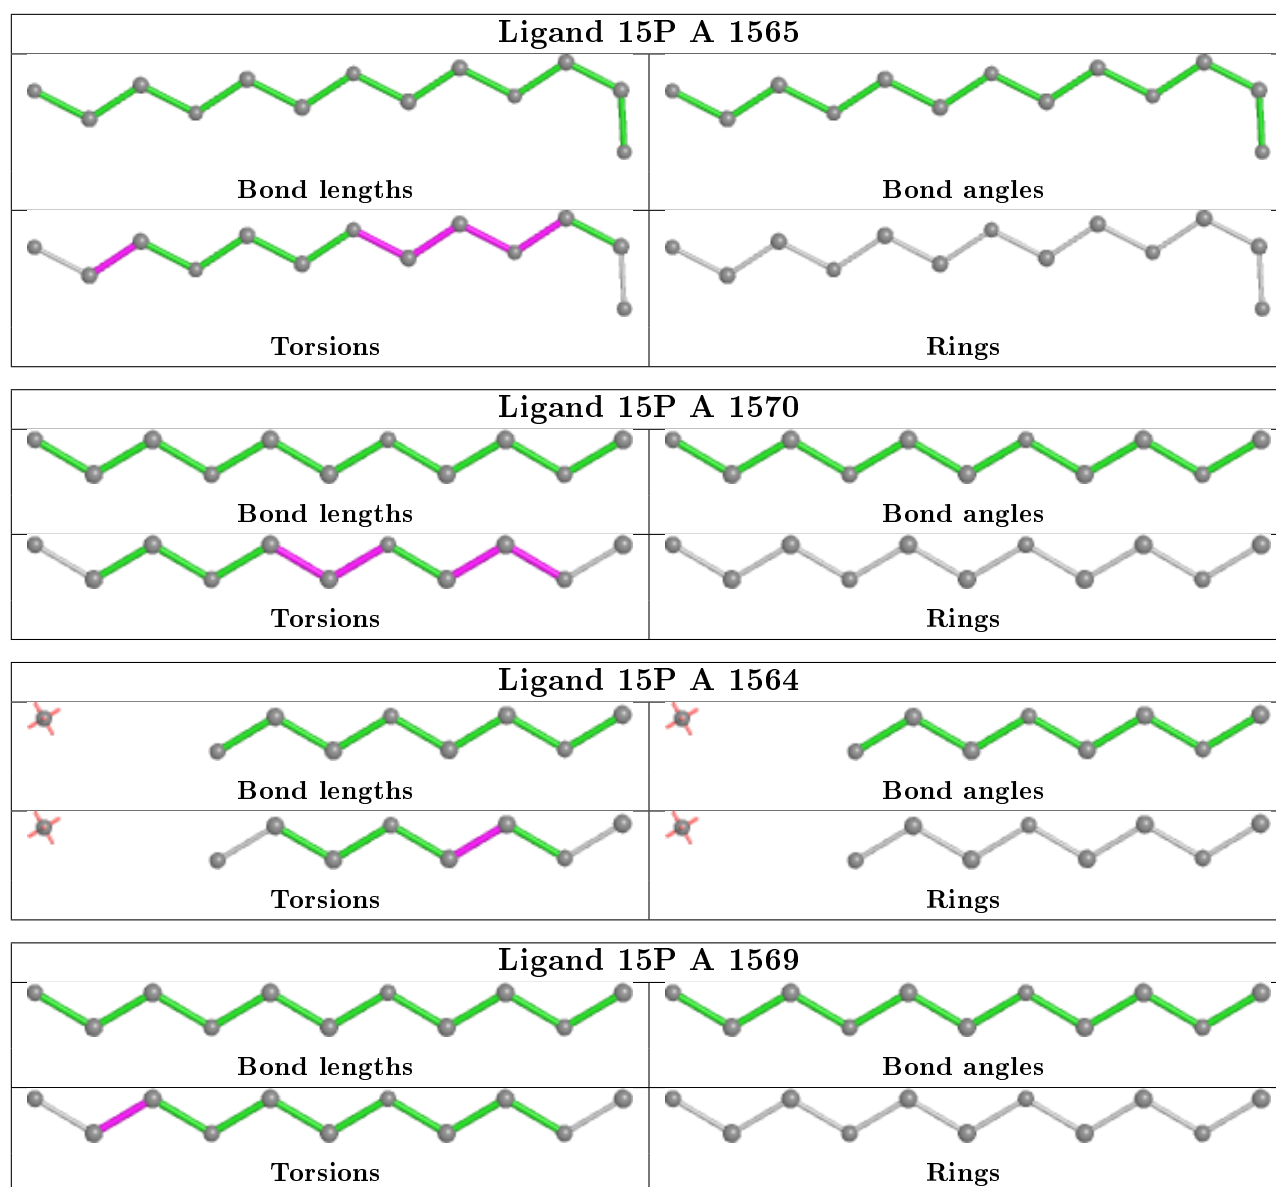 Ligand 15P A 1565
Bond lengths
Bond angles
Torsions
Rings
Ligand 15P A 1570
Bond lengths
Bond angles
Torsions
Rings
Ligand 15P A 1564
Bond lengths
Bond angles
Torsions
Rings
Ligand 15P A 1569
Bond lengths
Bond angles
Torsions
Rings